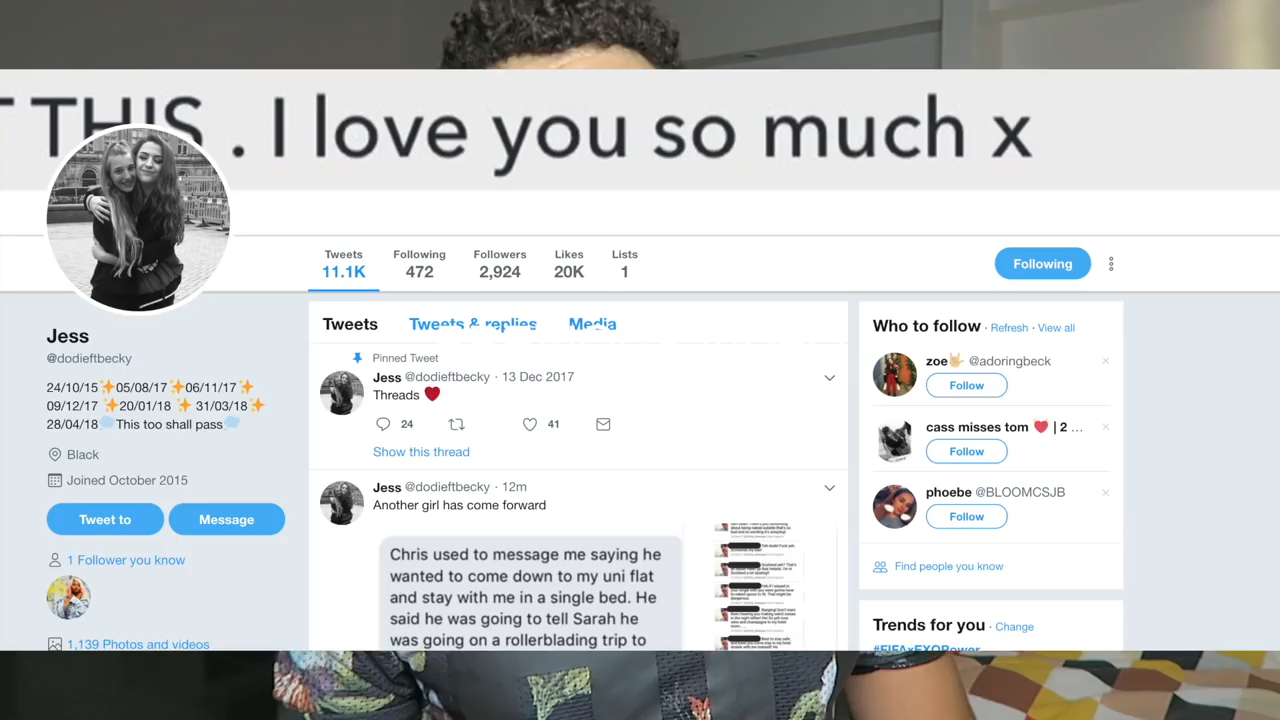 THIS . I love you so much x
Tweets
11.1K
Following
472
Followers
2,924
Likes
20K
Lists
1
Following
Jess
@dodieftbecky
24/10/15✨05/08/17✨06/11/17✨
09/12/17 ✨20/01/18 ✨ 31/03/18✨
28/04/18 This too shall pass
Black
Joined October 2015
Tweet to
Message
1 Follower you know
39 Photos and videos
Tweets
Tweets & replies
Media
Pinned Tweet
Jess @dodieftbecky · 13 Dec 2017
Threads ❤
24
41
Show this thread
Jess @dodieftbecky · 12m
Another girl has come forward
Chris used to message me saying he
wanted to come down to my uni flat
and stay with me in a single bed. He
said he was going to tell Sarah he
was going on rollerblading trip to
Who to follow · Refresh · View all
zoe🤟🏼 @adoringbeck
Follow
cass misses tom 💓 | 2 ...
Follow
phoebe @BLOOMCSJB
Follow
Find people you know
Trends for you · Change
#FIFAxEXOPower